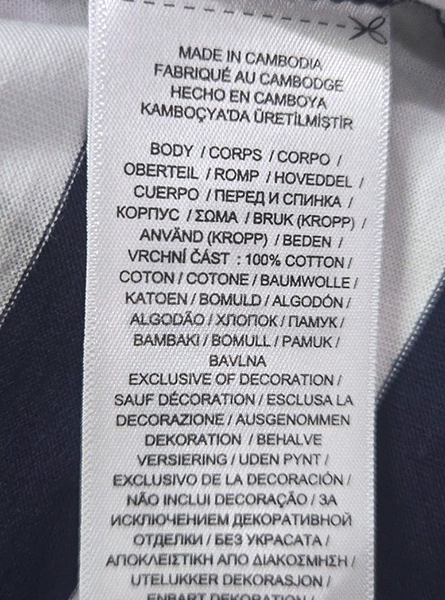 MADE IN CAMBODIA
FABRIQUÉ AU CAMBODGE
HECHO EN CAMBOYA
KAMBOÇYA'DA ÜRETİLMİŞTİR
BODY / CORPS / CORPO /
OBERTEIL / ROMP / HOVEDDEL /
CUERPO / ПЕРЕД И СПИНКА /
КОРПУС / ΣΩΜΑ / BRUK (KROPP) /
ANVÄND (KROPP) / BEDEN /
VRCHNÍ ČÁST : 100% COTTON /
COTON / COTONE / BAUMWOLLE /
KATOEN / BOMULD / ALGODÓN /
ALGODÃO / ХЛОПОК / ПАМУК /
BAMBAKI / BOMULL / PAMUK /
BAVLNA
EXCLUSIVE OF DECORATION /
SAUF DÉCORATION / ESCLUSA LA
DECORAZIONE / AUSGENOMMEN
DEKORATION / BEHALVE
VERSIERING / UDEN PYNT /
EXCLUSIVO DE LA DECORACIÓN /
NÃO INCLUI DECORAÇÃO / ЗА
ИСКЛЮЧЕНИЕМ ДЕКОРАТИВНОЙ
ОТДЕЛКИ / БЕЗ УКРАСАТА /
ΑΠΟΚΛΕΙΣΤΙΚΗ ΑΠΟ ΔΙΑΚΟΣΜΗΣΗ /
UTELUKKER DEKORASJON /
ENBART DEKORATION /